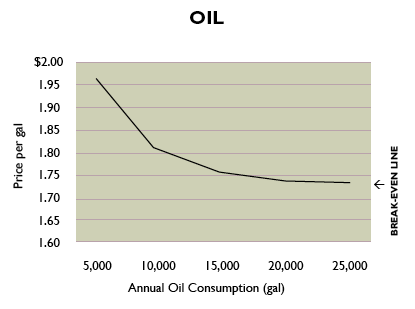 OIL
$2.00
1.95
1.90
1.85
1.80
1.75
1.70
1.65
1.60
Price per gal
← BREAK-EVEN LINE
5,000 10,000 15,000 20,000 25,000
Annual Oil Consumption (gal)